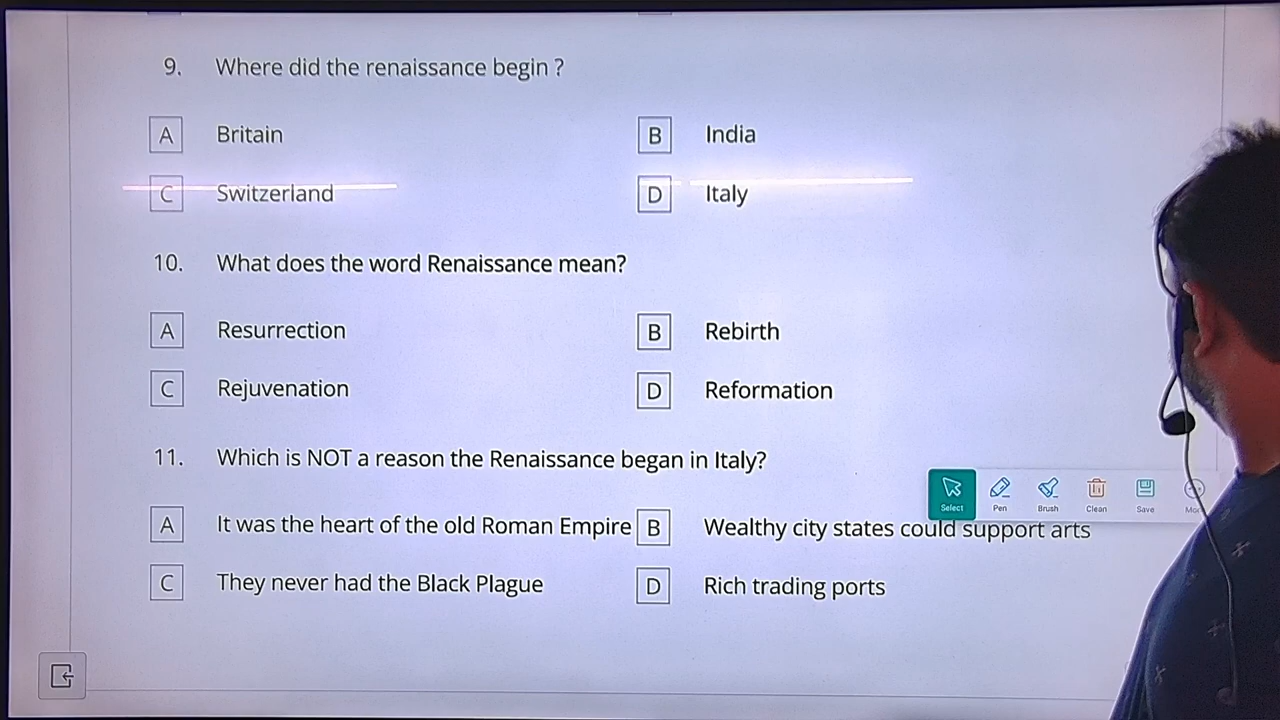 9. Where did the renaissance begin ?
A Britain B India
C Switzerland D Italy
10. What does the word Renaissance mean?
A Resurrection B Rebirth
C Rejuvenation D Reformation
11. Which is NOT a reason the Renaissance began in Italy?
Select Pen Brush Clean Save
A It was the heart of the old Roman Empire B Wealthy city states could support arts
C They never had the Black Plague D Rich trading ports